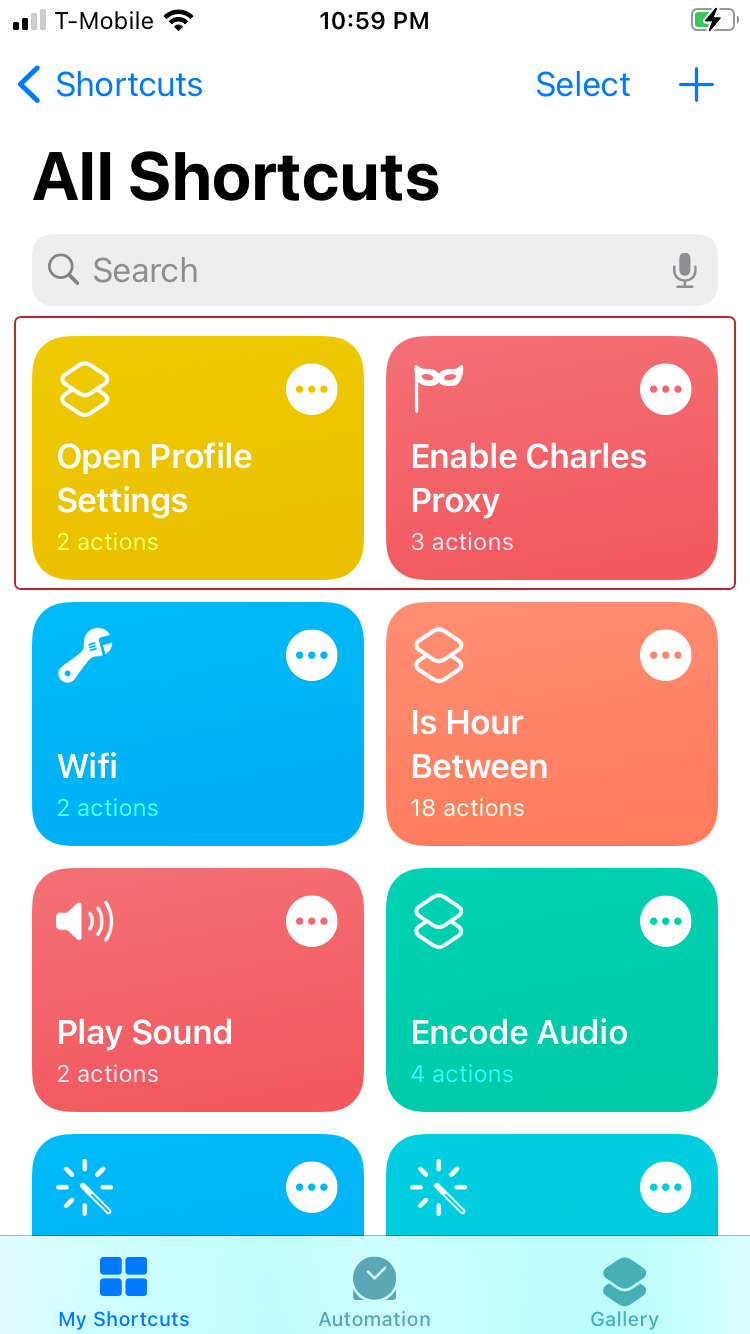 T-Mobile 10:59 PM
Shortcuts Select
All Shortcuts
Search
Open Profile
Settings
2 actions
Enable Charles
Proxy
3 actions
Wifi
2 actions
Is Hour
Between
18 actions
Play Sound
2 actions
Encode Audio
4 actions
My Shortcuts Automation Gallery